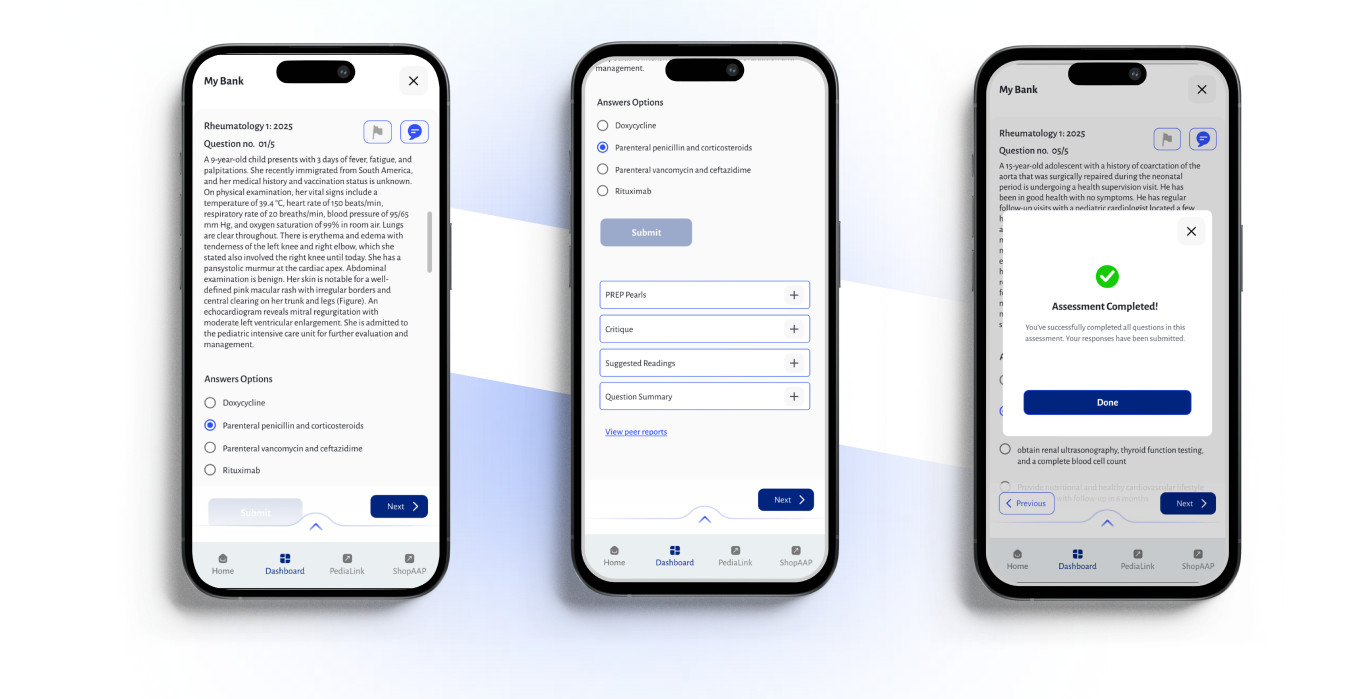 My Bank
Rheumatology 1: 2025
Question no. 01/5
A 9-year-old child presents with 3 days of fever, fatigue, and
palpitations. She recently immigrated from South America,
and her medical history and vaccination status is unknown.
On physical examination, her vital signs include a
temperature of 39.4 °C, heart rate of 150 beats/min,
respiratory rate of 20 breaths/min, blood pressure of 95/65
mm Hg, and oxygen saturation of 99% in room air. Lungs
are clear throughout. There is erythema and edema with
tenderness of the left knee and right elbow, which she
stated also involved the right knee until today. She has a
pansystolic murmur at the cardiac apex. Abdominal
examination is benign. Her skin is notable for a well-
defined pink macular rash with irregular borders and
central clearing on her trunk and legs (Figure). An
echocardiogram reveals mitral regurgitation with
moderate left ventricular enlargement. She is admitted to
the pediatric intensive care unit for further evaluation and
management.
Answers Options
Doxycycline
Parenteral penicillin and corticosteroids
Parenteral vancomycin and ceftazidime
Rituximab
Submit
Next
Home
Dashboard
PediaLink
ShopAAP
management.
Answers Options
Doxycycline
Parenteral penicillin and corticosteroids
Parenteral vancomycin and ceftazidime
Rituximab
Submit
PREP Pearls
Critique
Suggested Readings
Question Summary
View peer reports
Next
Home
Dashboard
PediaLink
ShopAAP
My Bank
Rheumatology 1: 2025
Question no. 05/5
A 15-year-old adolescent with a history of coarctation of the
aorta that was surgically repaired during the neonatal
period is undergoing a health supervision visit. He has
been in good health with no symptoms. He has regular
follow-up visits with a pediatric cardiologist located a few
Assessment Completed!
You've successfully completed all questions in this
assessment. Your responses have been submitted.
Done
obtain renal ultrasonography, thyroid function testing,
and a complete blood cell count
Provide nutritional and healthy cardiovascular lifestyle
with follow-up in 6 months
Previous
Next
Home
Dashboard
PediaLink
ShopAAP